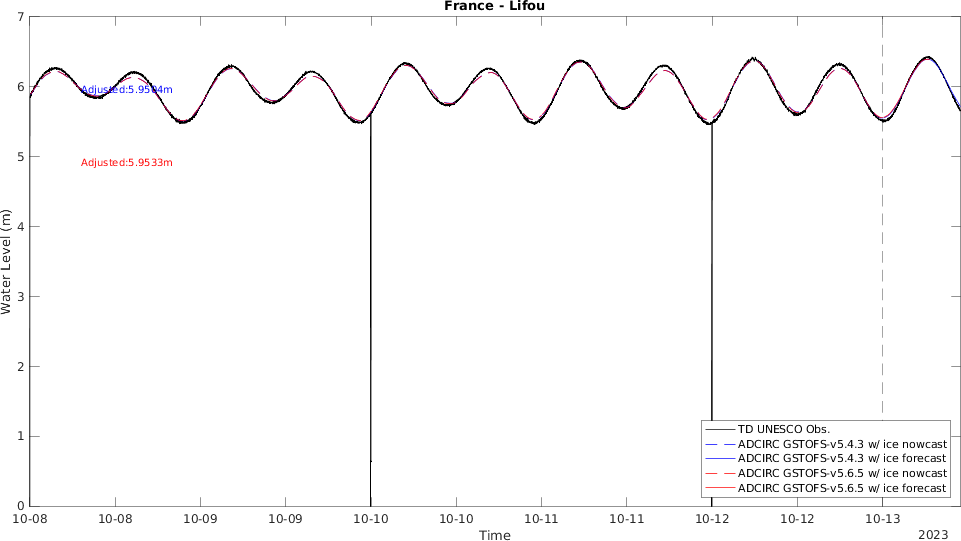 France - Lifou
7
6
5
4
3
2
1
0
Water Level (m)
Adjusted:5.9504m
Adjusted:5.9533m
TD UNESCO Obs.
ADCIRC GSTOFS-v5.4.3 w/ ice nowcast
ADCIRC GSTOFS-v5.4.3 w/ ice forecast
ADCIRC GSTOFS-v5.6.5 w/ ice nowcast
ADCIRC GSTOFS-v5.6.5 w/ ice forecast
10-08 10-08 10-09 10-09 10-10 10-10 10-11 10-11 10-12 10-12 10-13
Time
2023